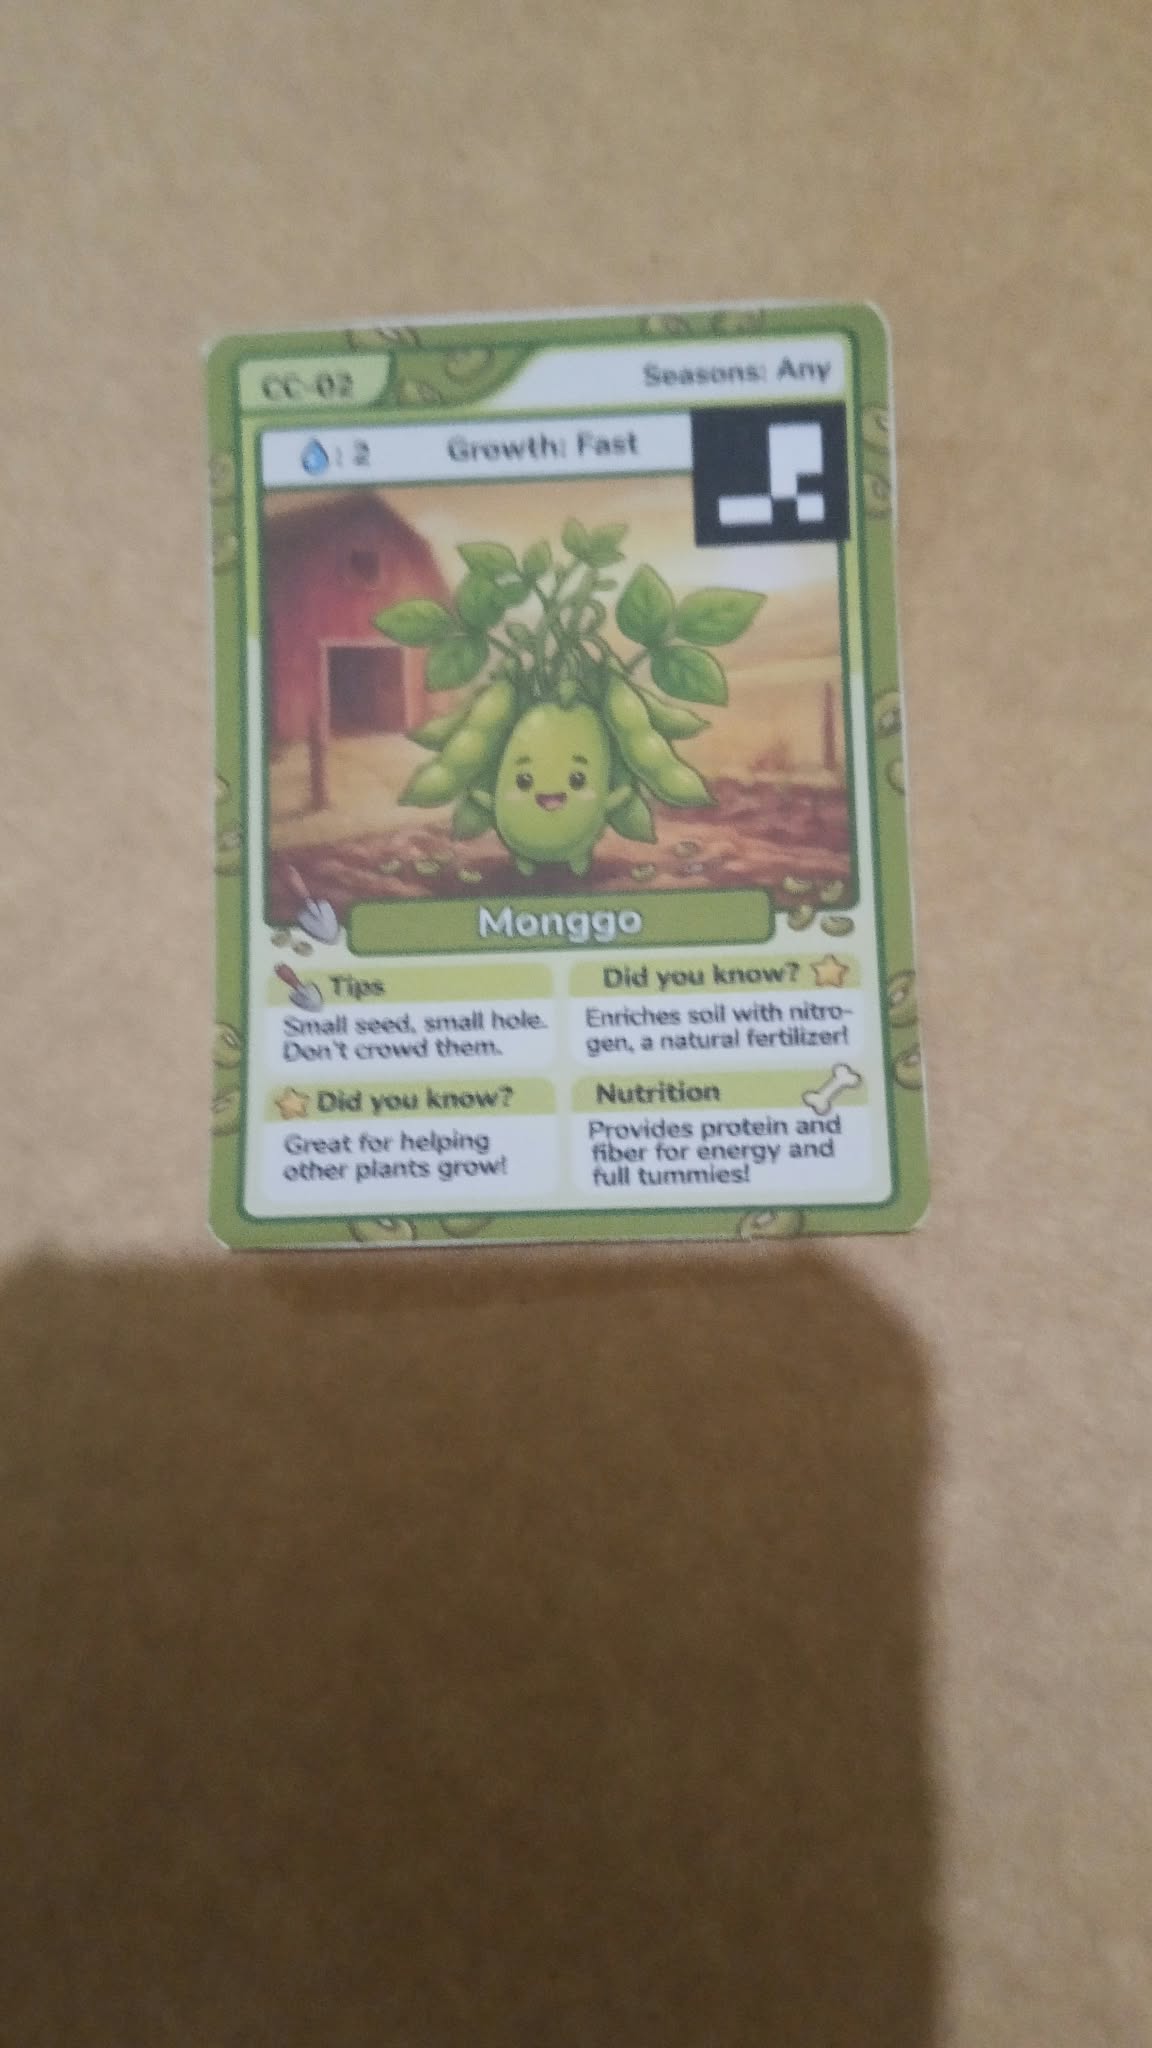 CC-02
Seasons: Any
: 2
Growth: Fast
Monggo
Tips
Small seed, small hole.
Don't crowd them.
Did you know?
Enriches soil with nitro-
gen, a natural fertilizer!
Did you know?
Great for helping
other plants grow!
Nutrition
Provides protein and
fiber for energy and
full tummies!